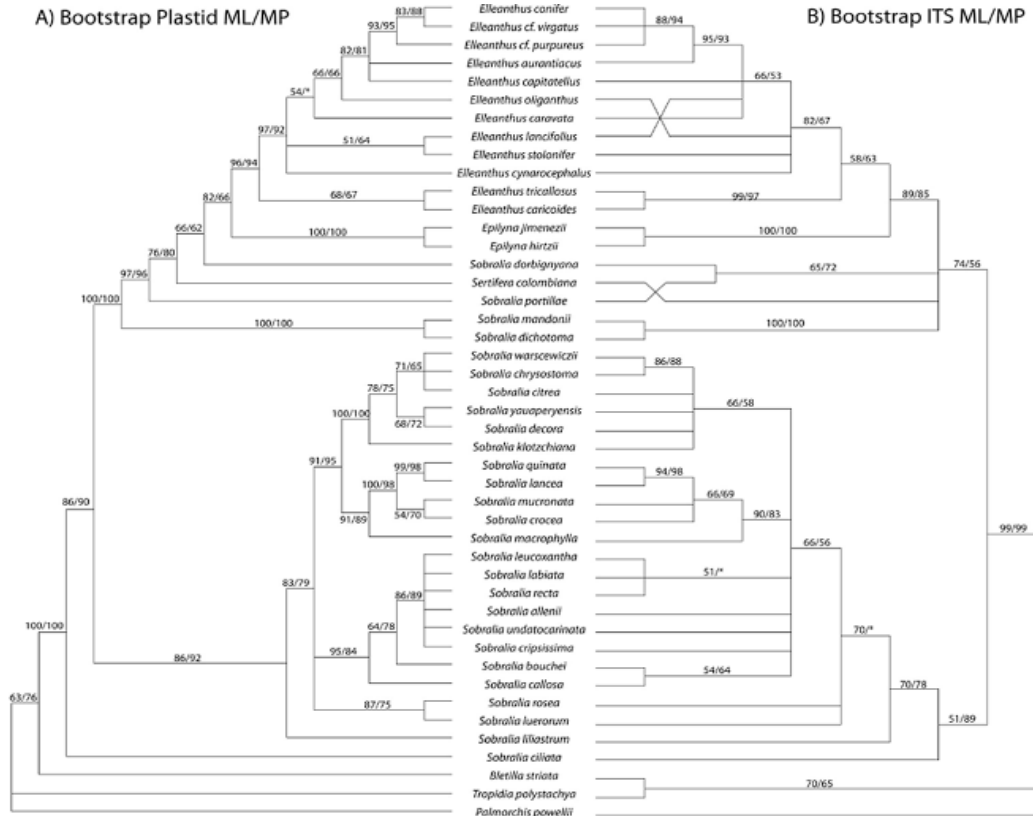 A) Bootstrap Plastid ML/MP
B) Bootstrap ITS ML/MP
Elleanthus conifer
Elleanthus cf. virgatus
Elleanthus cf. purpureus
Elleanthus aurantiacus
Elleanthus capitatellus
Elleanthus oliganthus
Elleanthus caravata
Elleanthus lancifolius
Elleanthus stolonifer
Elleanthus cynarocephalus
Elleanthus tricallosus
Elleanthus caricoides
Epilyna jimenezii
Epilyna hirtzii
Sobralia dorbignyana
Sertifera colombiana
Sobralia portillae
Sobralia mandonii
Sobralia dichotoma
Sobralia warscewiczii
Sobralia chrysostoma
Sobralia citrea
Sobralia yauaperyensis
Sobralia decora
Sobralia klotzchiana
Sobralia quinata
Sobralia lancea
Sobralia mucronata
Sobralia crocea
Sobralia macrophylla
Sobralia leucoxantha
Sobralia labiata
Sobralia recta
Sobralia allenii
Sobralia undatocarinata
Sobralia cripsissima
Sobralia bouchei
Sobralia callosa
Sobralia rosea
Sobralia luerorum
Sobralia liliastrum
Sobralia ciliata
Bletilla striata
Tropidia polystachya
Palmorchis powellii
83/88
93/95
82/81
66/66
54/*
97/92
51/64
96/94
68/67
82/66
100/100
66/62
76/80
97/96
100/100
100/100
71/65
78/75
68/72
100/100
91/95
99/98
100/98
54/70
91/89
86/90
83/79
86/89
64/78
95/84
100/100
86/92
87/75
63/76
88/94
95/93
66/53
82/67
58/63
99/97
89/85
100/100
65/72
74/56
100/100
86/88
66/58
94/98
66/69
90/83
99/99
66/56
51/*
70/*
54/64
70/78
51/89
70/65